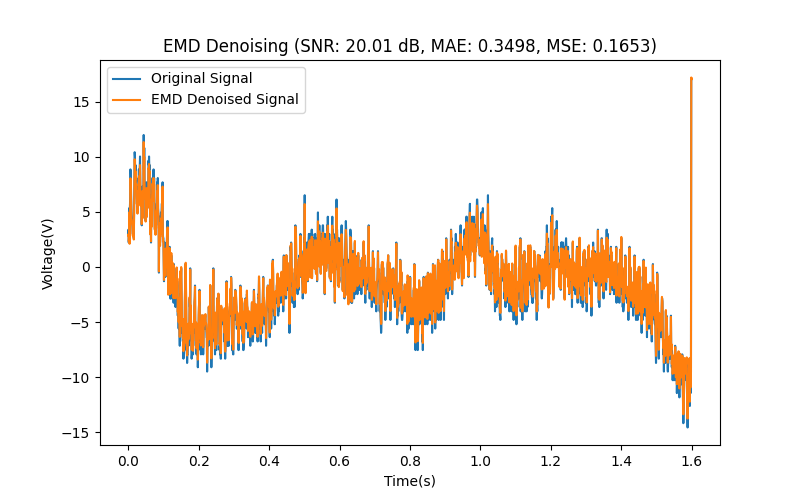 EMD Denoising (SNR: 20.01 dB, MAE: 0.3498, MSE: 0.1653)
Original Signal
EMD Denoised Signal
15
10
5
0
−5
−10
−15
Voltage(V)
0.0 0.2 0.4 0.6 0.8 1.0 1.2 1.4 1.6
Time(s)